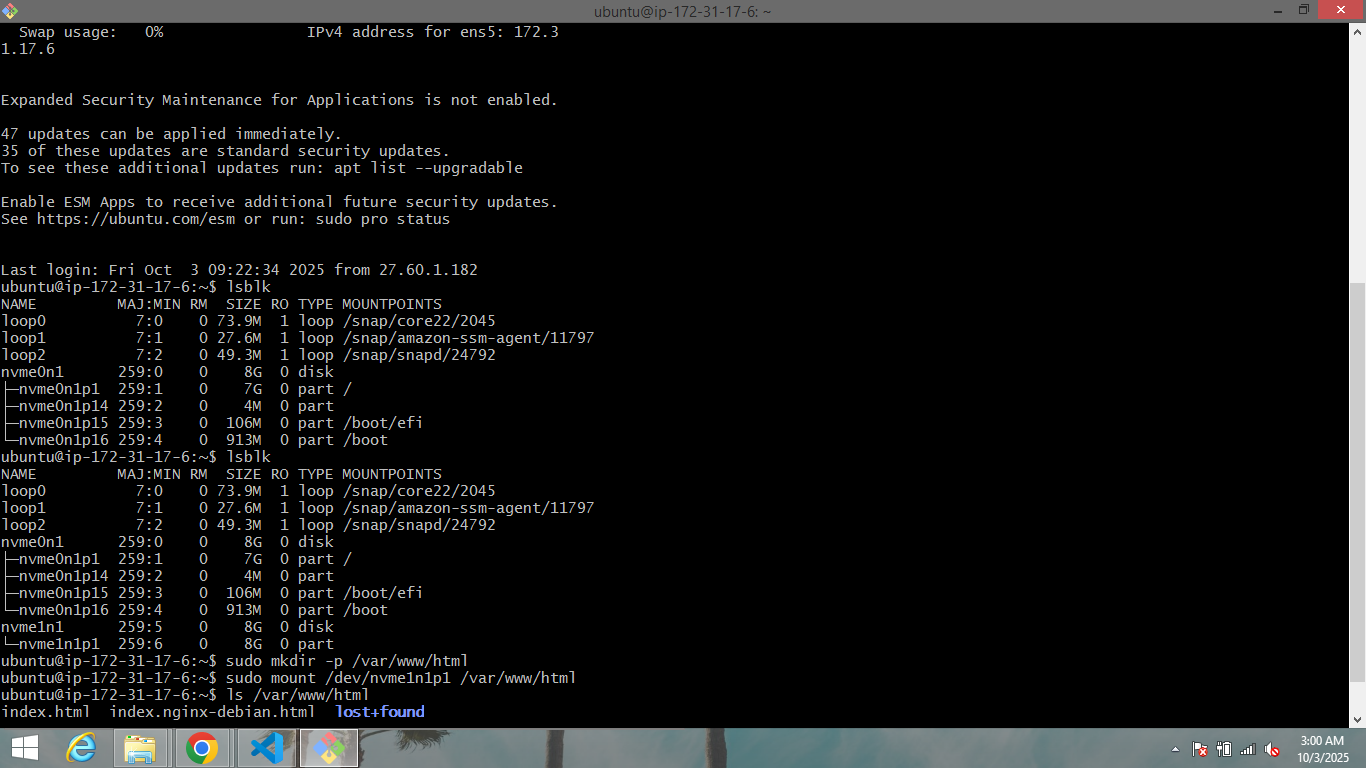 ubuntu@ip-172-31-17-6: ~
  Swap usage:   0%                IPv4 address for ens5: 172.3
1.17.6
Expanded Security Maintenance for Applications is not enabled.
47 updates can be applied immediately.
35 of these updates are standard security updates.
To see these additional updates run: apt list --upgradable
Enable ESM Apps to receive additional future security updates.
See https://ubuntu.com/esm or run: sudo pro status
Last login: Fri Oct  3 09:22:34 2025 from 27.60.1.182
ubuntu@ip-172-31-17-6:~$ lsblk
NAME         MAJ:MIN RM  SIZE RO TYPE MOUNTPOINTS
loop0          7:0    0 73.9M  1 loop /snap/core22/2045
loop1          7:1    0 27.6M  1 loop /snap/amazon-ssm-agent/11797
loop2          7:2    0 49.3M  1 loop /snap/snapd/24792
nvme0n1      259:0    0    8G  0 disk
├─nvme0n1p1  259:1    0    7G  0 part /
├─nvme0n1p14 259:2    0    4M  0 part
├─nvme0n1p15 259:3    0  106M  0 part /boot/efi
└─nvme0n1p16 259:4    0  913M  0 part /boot
ubuntu@ip-172-31-17-6:~$ lsblk
NAME         MAJ:MIN RM  SIZE RO TYPE MOUNTPOINTS
loop0          7:0    0 73.9M  1 loop /snap/core22/2045
loop1          7:1    0 27.6M  1 loop /snap/amazon-ssm-agent/11797
loop2          7:2    0 49.3M  1 loop /snap/snapd/24792
nvme0n1      259:0    0    8G  0 disk
├─nvme0n1p1  259:1    0    7G  0 part /
├─nvme0n1p14 259:2    0    4M  0 part
├─nvme0n1p15 259:3    0  106M  0 part /boot/efi
└─nvme0n1p16 259:4    0  913M  0 part /boot
nvme1n1      259:5    0    8G  0 disk
└─nvme1n1p1  259:6    0    8G  0 part
ubuntu@ip-172-31-17-6:~$ sudo mkdir -p /var/www/html
ubuntu@ip-172-31-17-6:~$ sudo mount /dev/nvme1n1p1 /var/www/html
ubuntu@ip-172-31-17-6:~$ ls /var/www/html
index.html  index.nginx-debian.html  lost+found
3:00 AM
10/3/2025